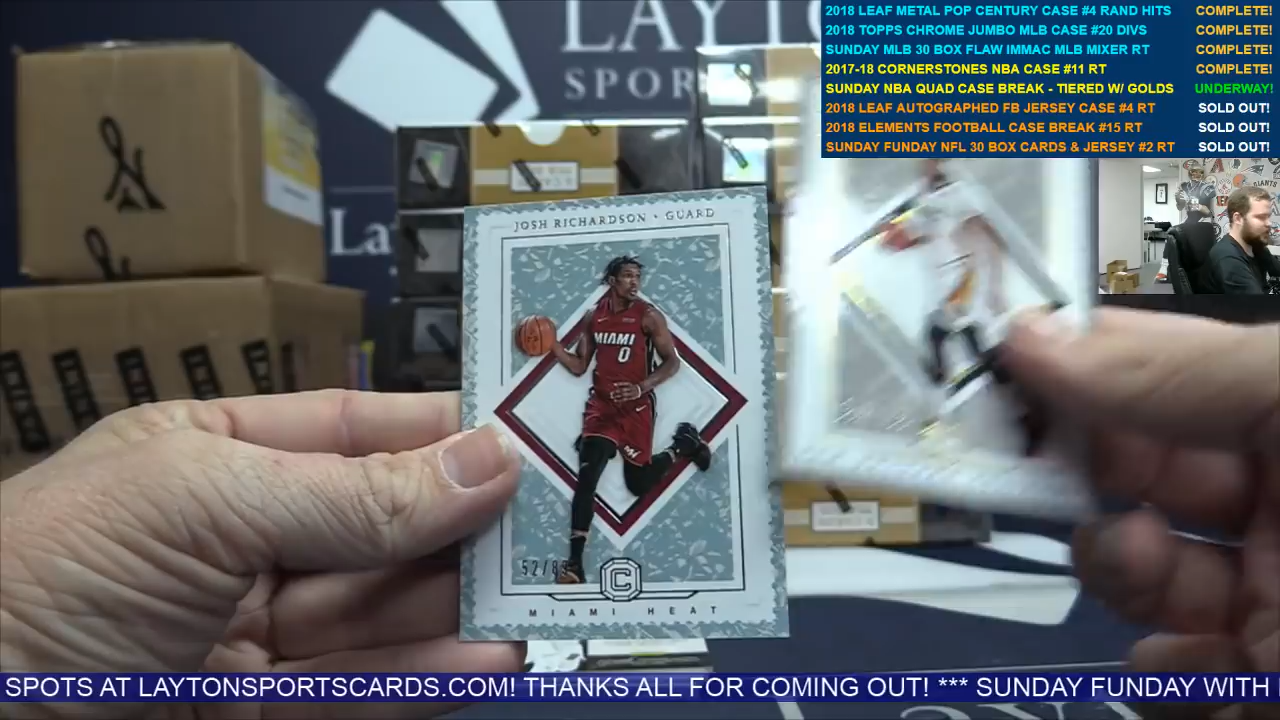 2018 LEAF METAL POP CENTURY CASE #4 RAND HITS COMPLETE!
2018 TOPPS CHROME JUMBO MLB CASE #20 DIVS COMPLETE!
SUNDAY MLB 30 BOX FLAW IMMAC MLB MIXER RT COMPLETE!
2017-18 CORNERSTONES NBA CASE #11 RT COMPLETE!
SUNDAY NBA QUAD CASE BREAK - TIERED W/ GOLDS UNDERWAY!
2018 LEAF AUTOGRAPHED FB JERSEY CASE #4 RT SOLD OUT!
2018 ELEMENTS FOOTBALL CASE BREAK #15 RT SOLD OUT!
SUNDAY FUNDAY NFL 30 BOX CARDS & JERSEY #2 RT SOLD OUT!
LAYT
SPOR
La
JOSH RICHARDSON • GUARD
MIAMI
0
C
MIAMI HEAT
SPOTS AT LAYTONSPORTSCARDS.COM! THANKS ALL FOR COMING OUT! *** SUNDAY FUNDAY WITH